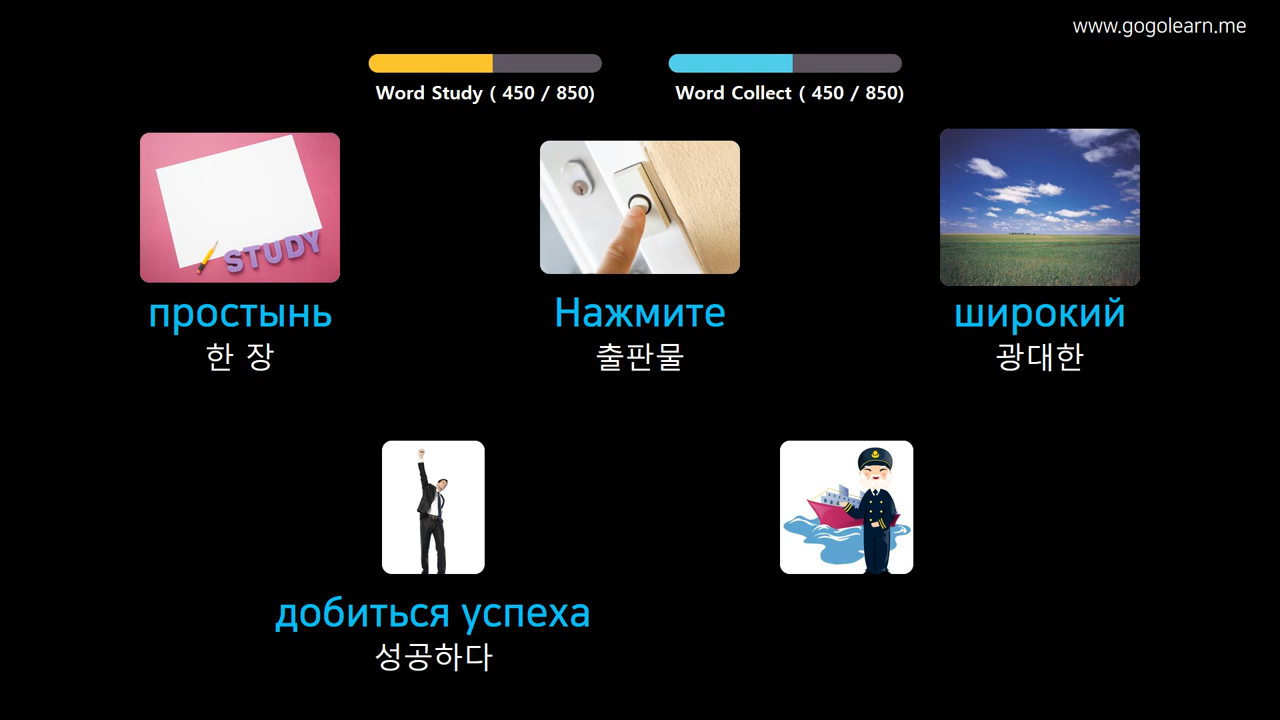 www.gogolearn.me
Word Study ( 450 / 850)
Word Collect ( 450 / 850)
STUDY
простынь
한 장
Нажмите
출판물
широкий
광대한
добиться успеха
성공하다